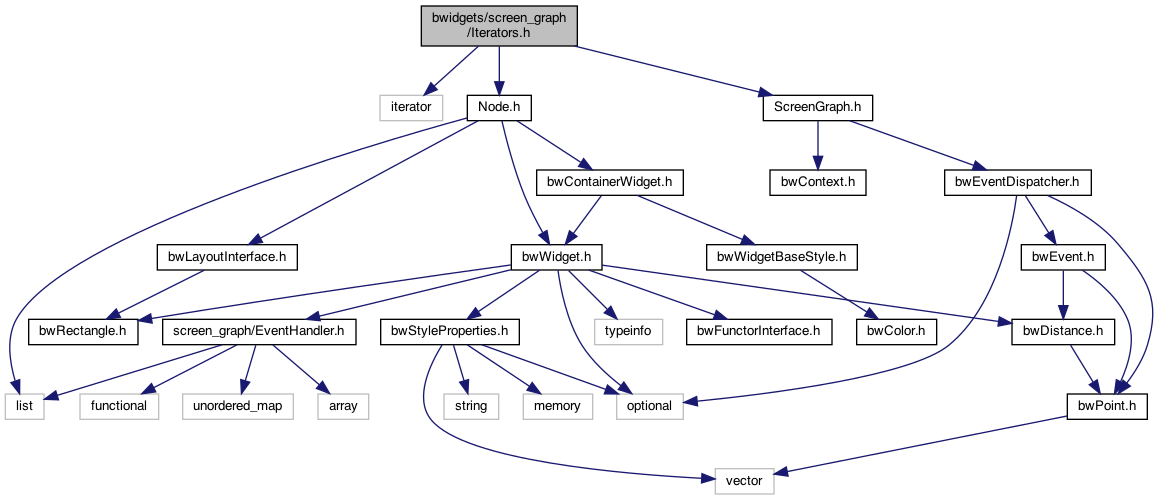 bwidgets/screen_graph
/Iterators.h
iterator
Node.h
ScreenGraph.h
bwContainerWidget.h
bwContext.h
bwEventDispatcher.h
bwLayoutInterface.h
bwWidget.h
bwWidgetBaseStyle.h
bwEvent.h
bwRectangle.h
screen_graph/EventHandler.h
bwStyleProperties.h
typeinfo
bwFunctorInterface.h
bwColor.h
bwDistance.h
list
functional
unordered_map
array
string
memory
optional
bwPoint.h
vector